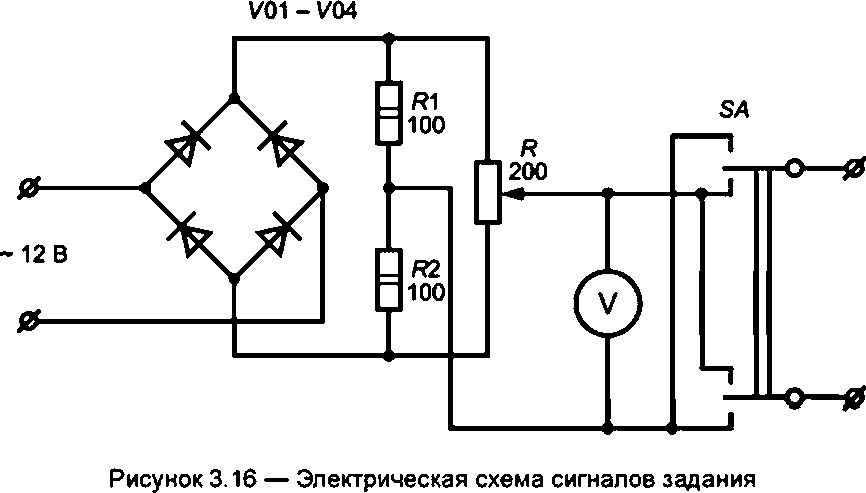 V01 – V04
R1
100
SA
R
200
~ 12 В
R2
100
V
Рисунок 3.16 — Электрическая схема сигналов задания